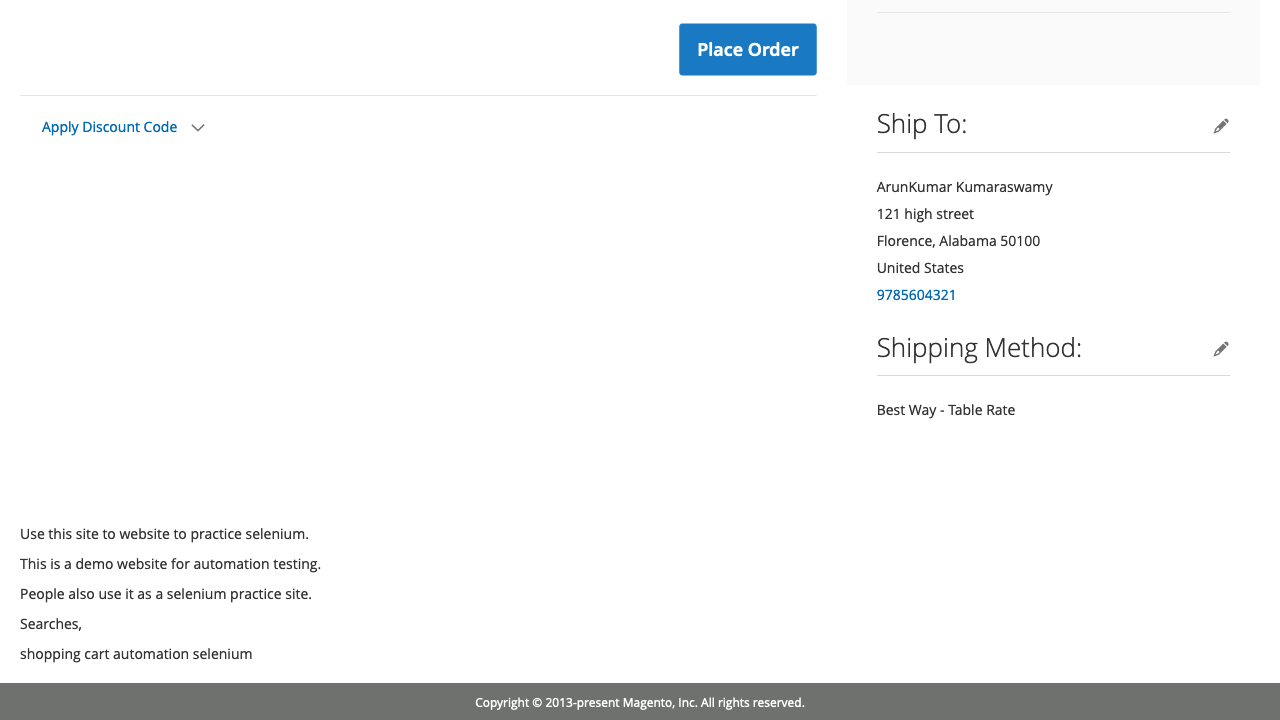 Place Order
Apply Discount Code
Ship To:
ArunKumar Kumaraswamy
121 high street
Florence, Alabama 50100
United States
9785604321
Shipping Method:
Best Way - Table Rate
Use this site to website to practice selenium.
This is a demo website for automation testing.
People also use it as a selenium practice site.
Searches,
shopping cart automation selenium
Copyright © 2013-present Magento, Inc. All rights reserved.